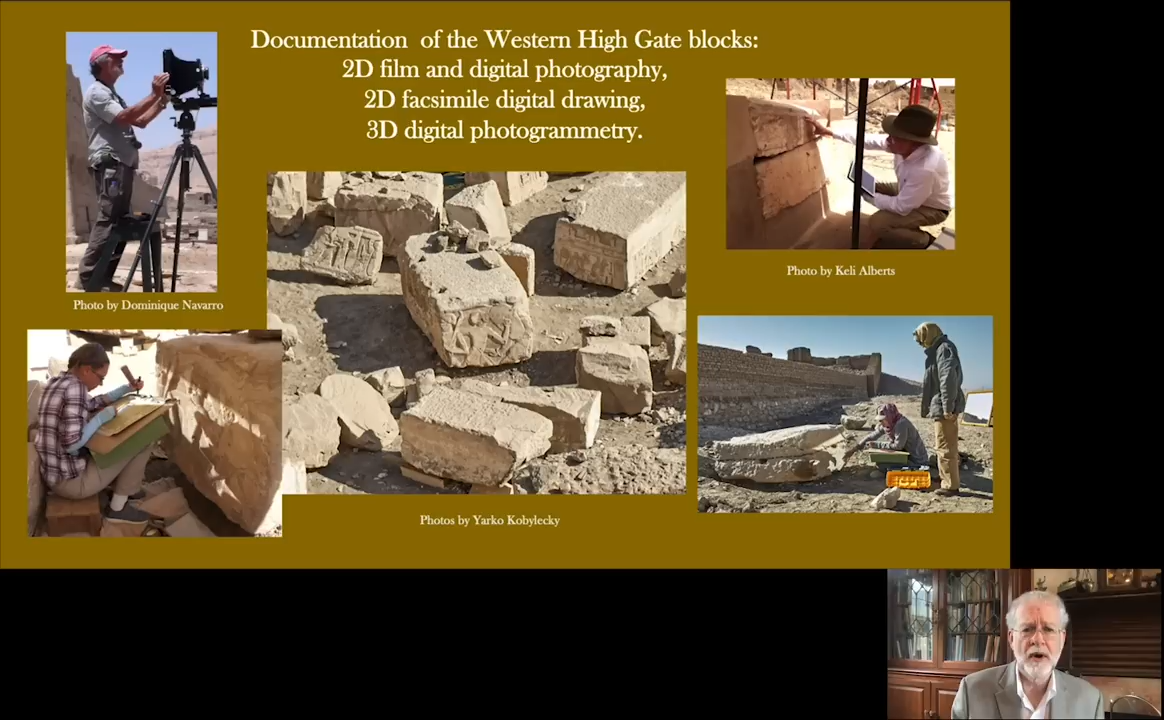 Documentation of the Western High Gate blocks:
2D film and digital photography,
2D facsimile digital drawing,
3D digital photogrammetry.
Photo by Keli Alberts
Photo by Dominique Navarro
Photos by Yarko Kobylecky